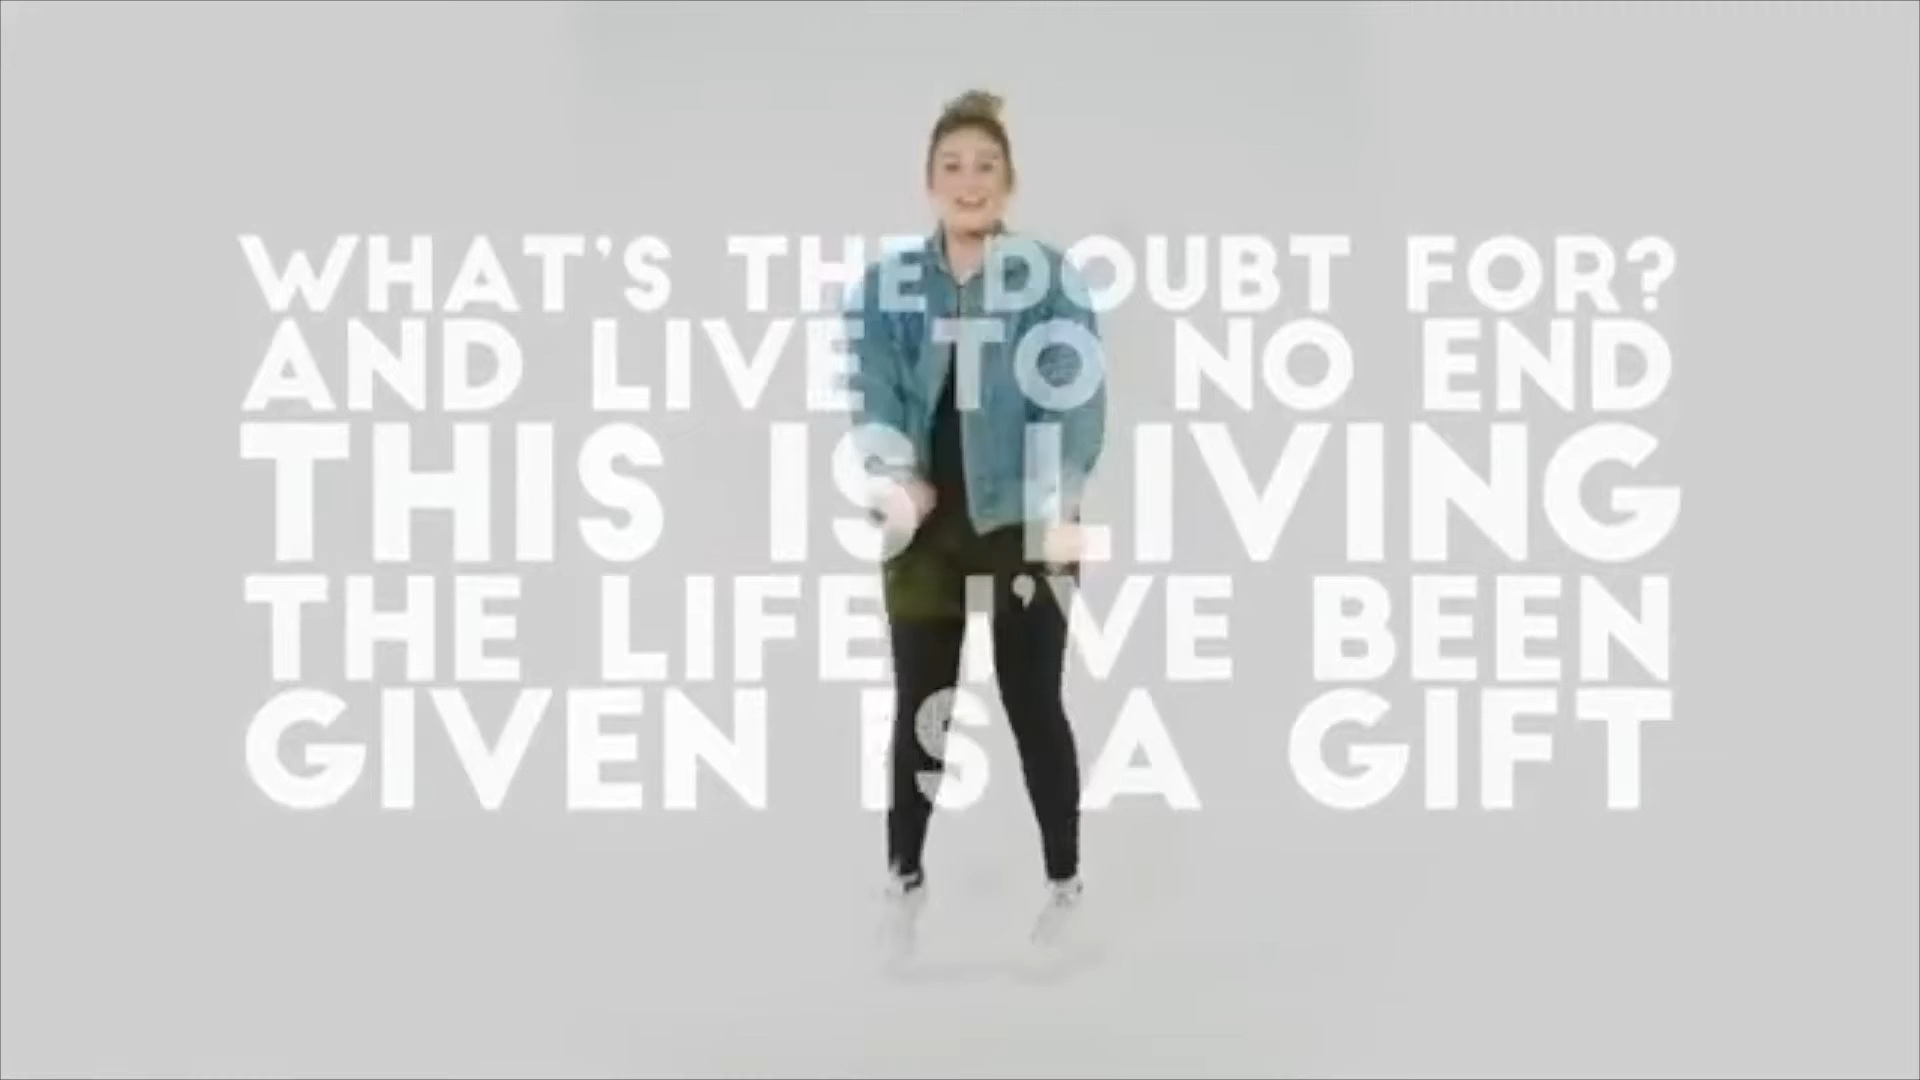 WHAT'S THE DOUBT FOR?
AND LIVE TO NO END
THIS IS LIVING
THE LIFE I'VE BEEN
GIVEN IS A GIFT